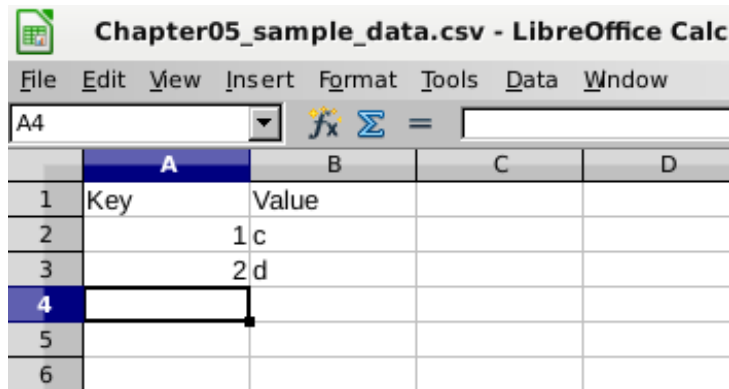 Chapter05_sample_data.csv - LibreOffice Calc
File Edit View Insert Format Tools Data Window
A4 fx Σ =
A B C D
1 Key Value
2 1 c
3 2 d
4
5
6